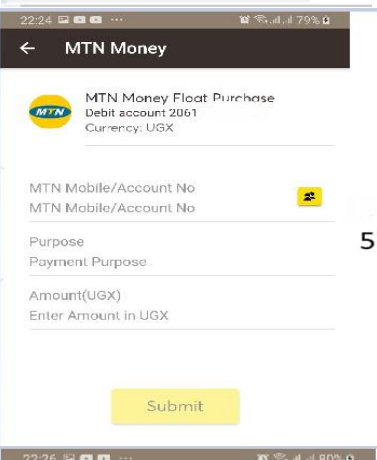 22:24 ... 79%
← MTN Money
MTN
MTN Money Float Purchase
Debit account 2061
Currency: UGX
MTN Mobile/Account No
MTN Mobile/Account No
Purpose
Payment Purpose
Amount(UGX)
Enter Amount in UGX
Submit
5
22:26 ... 80%